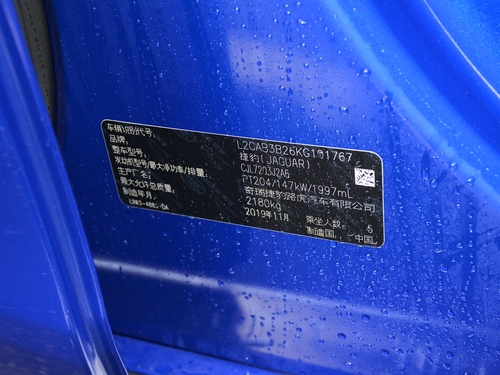 车辆识别代号: L2CAB3B26KG101767
品牌: 捷豹(JAGUAR)
整车型号: CJL7203J2A6
发动机型号/最大净功率/排量: PT204/147kW/1997mL
生产厂名: 奇瑞捷豹路虎汽车有限公司
最大允许总质量: 2180kg
制造年月: 2019年11月 乘坐人数: 5
制造国: 中国